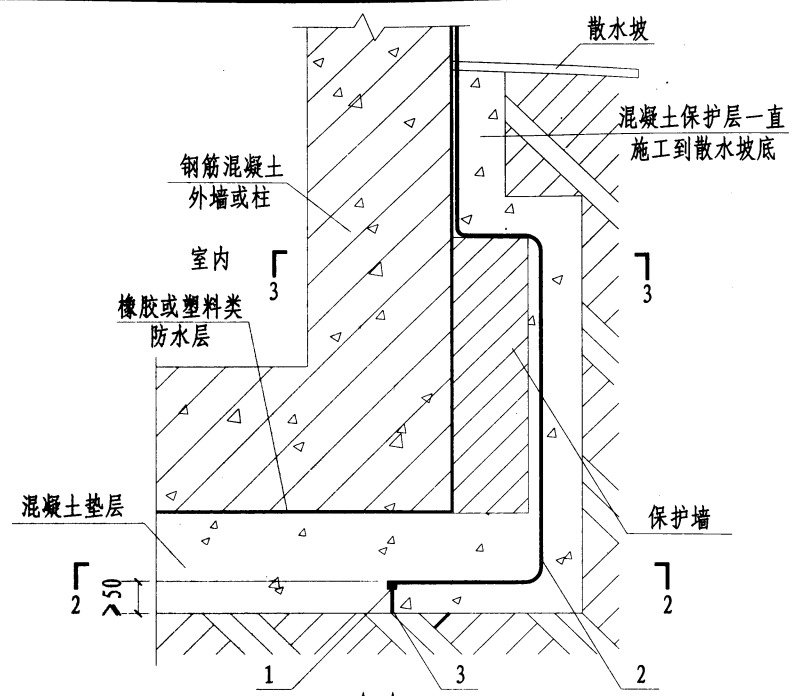 散水坡
混凝土保护层一直
施工到散水坡底
钢筋混凝土
外墙或柱
室内
3
3
橡胶或塑料类
防水层
混凝土垫层
保护墙
2
≥50
2
1
3
2